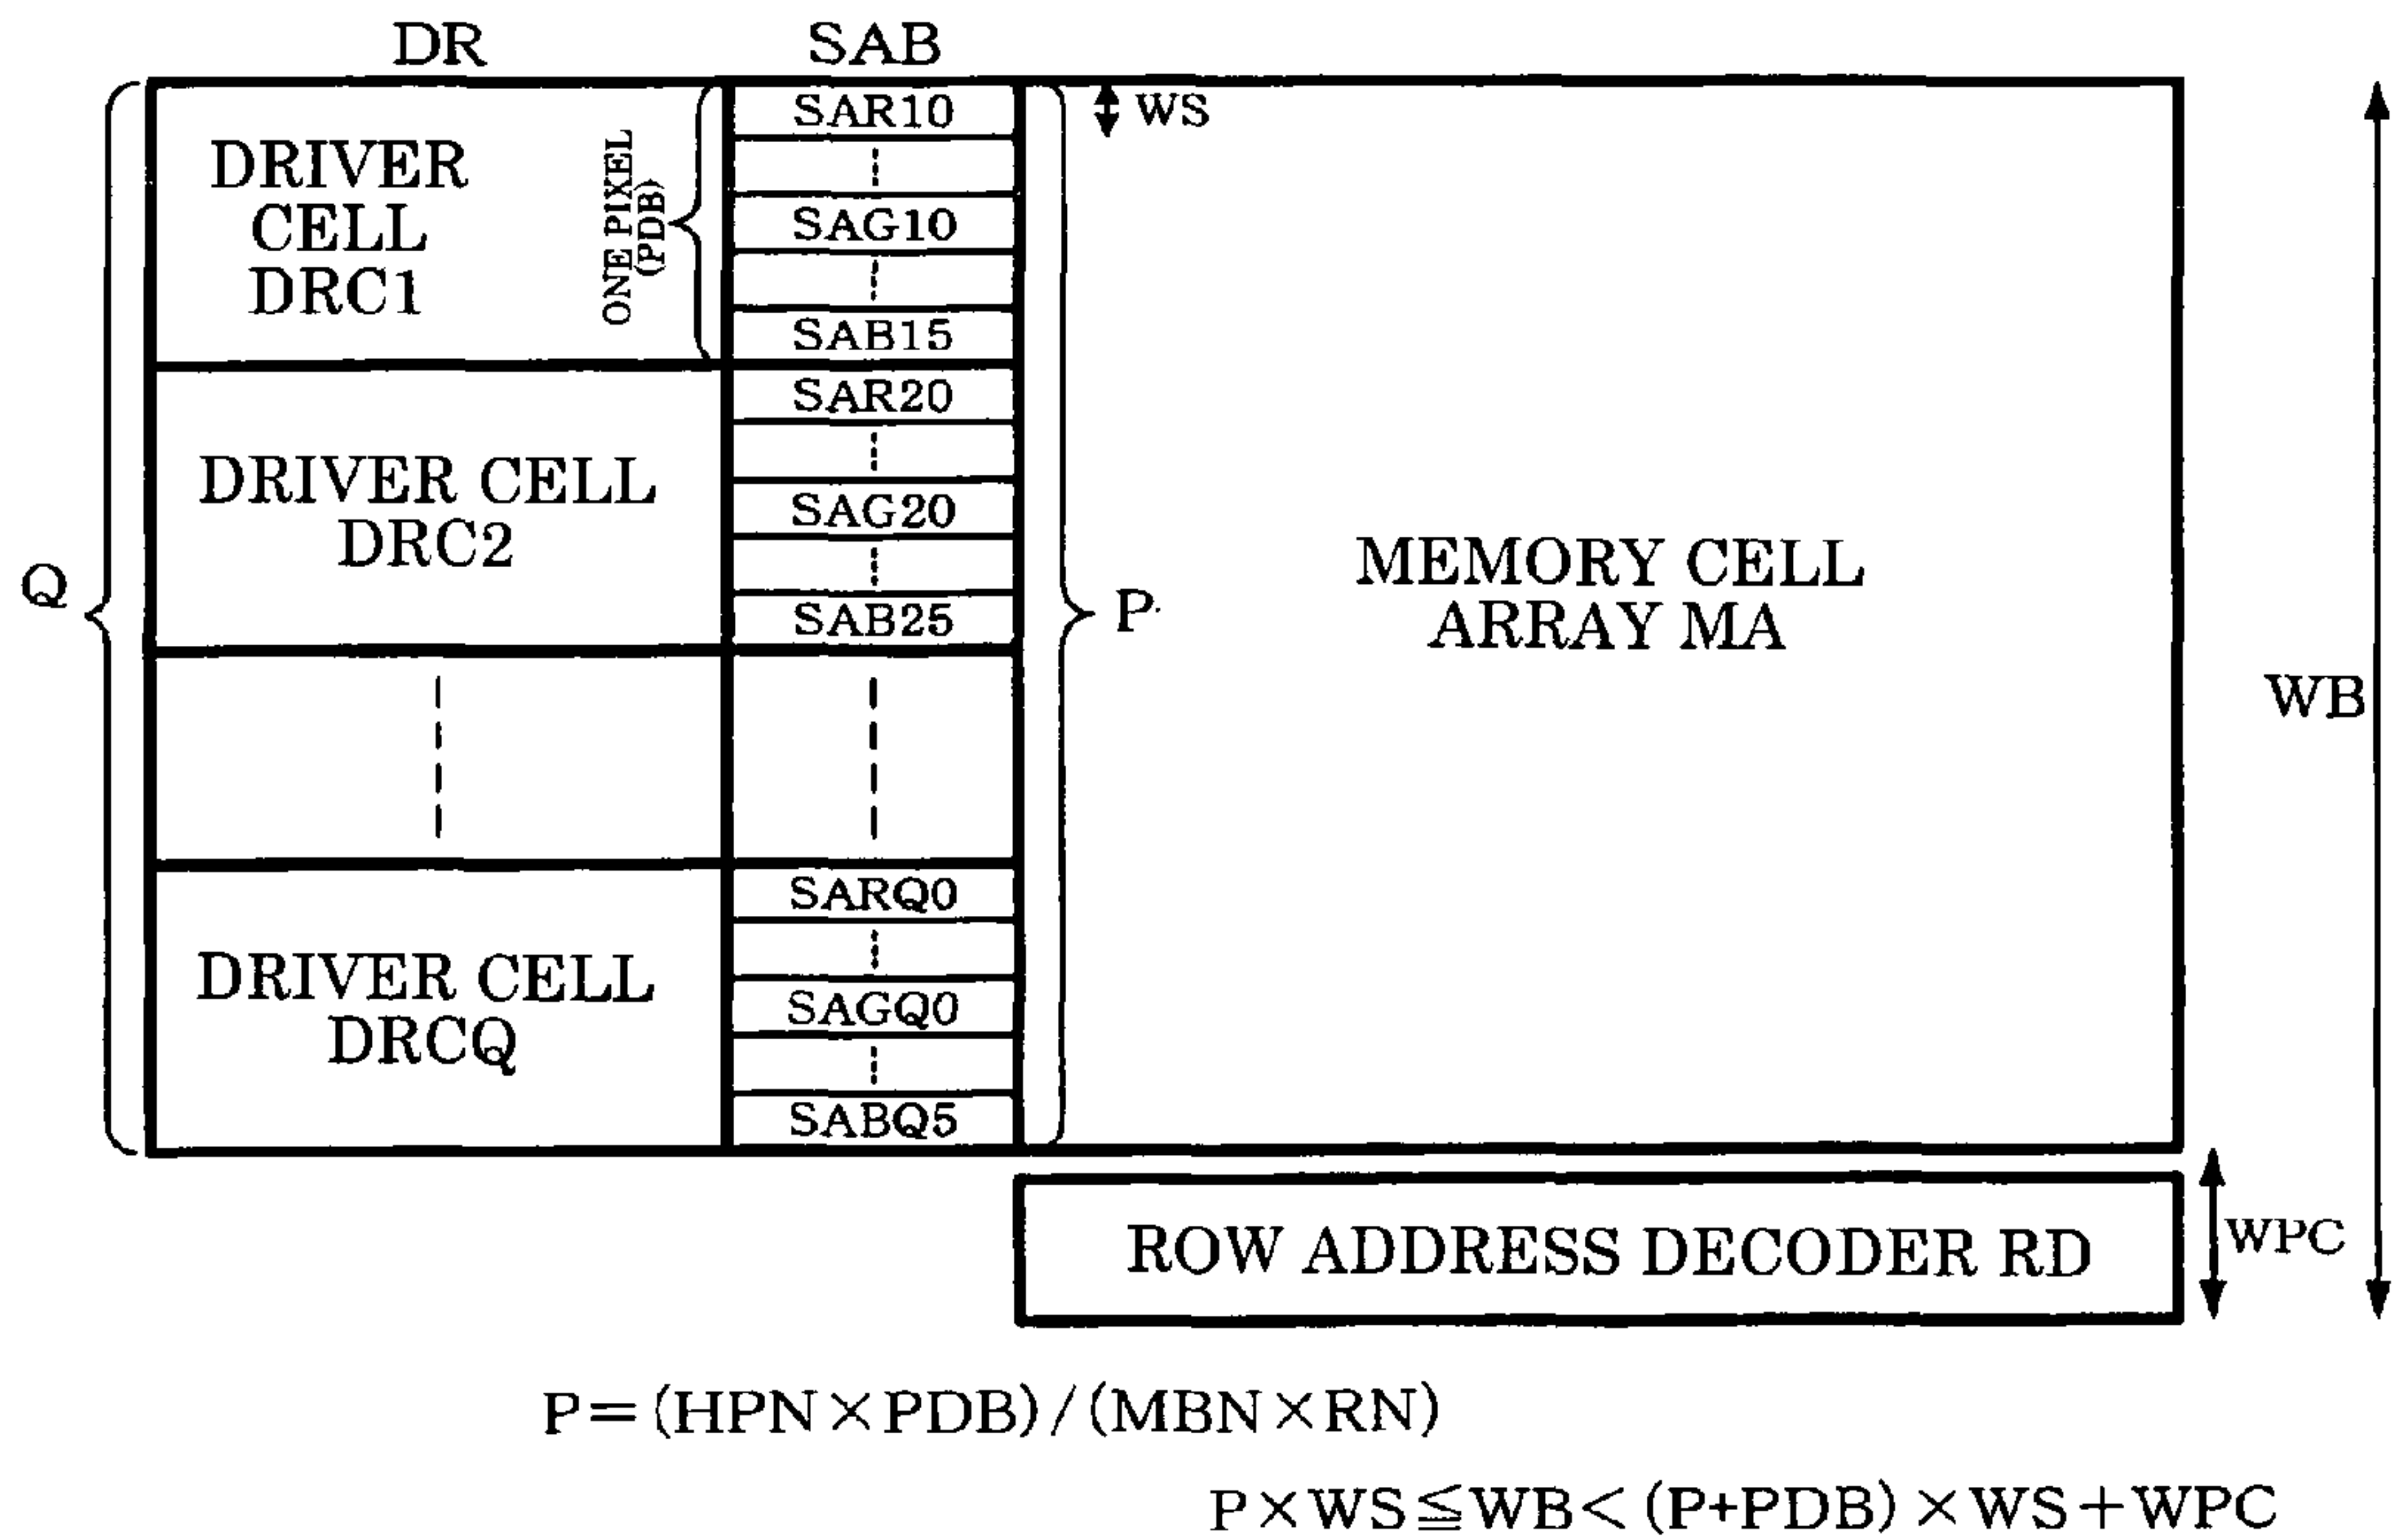 DR
SAB
DRIVER
CELL
DRC1
ONE PIXEL
(PDB)
SAR10
SAG10
SAB15
WS
DRIVER CELL
DRC2
SAR20
SAG20
SAB25
Q
P
MEMORY CELL
ARRAY MA
WB
DRIVER CELL
DRCQ
SARQ0
SAGQ0
SABQ5
ROW ADDRESS DECODER RD
WPC
P=(HPN×PDB)/(MBN×RN)
P×WS≦WB<(P+PDB)×WS+WPC